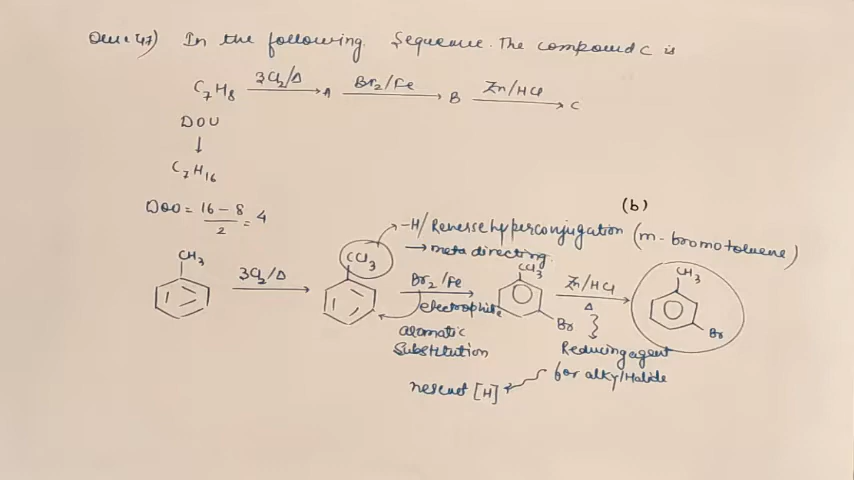 Que:(47) In the following. Sequence. The compound C is
C7H8 3Cl2/Δ → A Br2/Fe → B Zn/HCl → C
DOU
↓
C7H16
DOU = 16 - 8 / 2 = 4
(b)
-H/Reverse hyperconjugation (m-bromotoluene)
→ meta directing.
CH3 3Cl2/Δ → CCl3 Br2/Fe → CCl3 Br Zn/HCl Δ → CH3 Br
electrophilic
aromatic
Substitution
Reducing agent
for alkyl Halide
nescent [H]